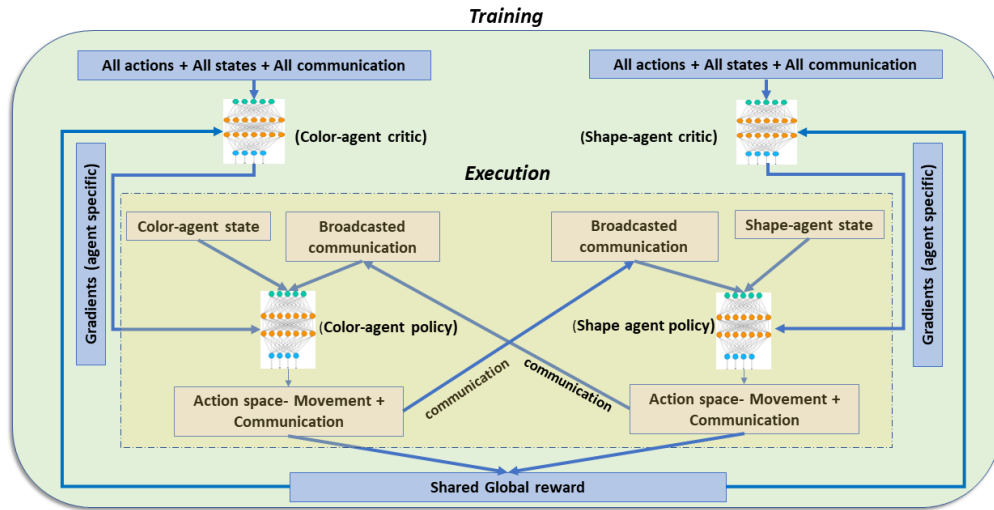 Training
All actions + All states + All communication
All actions + All states + All communication
(Color-agent critic)
(Shape-agent critic)
Gradients (agent specific)
Gradients (agent specific)
Execution
Color-agent state
Broadcasted
communication
Broadcasted
communication
Shape-agent state
(Color-agent policy)
(Shape agent policy)
communication
communication
Action space- Movement +
Communication
Action space- Movement +
Communication
Shared Global reward